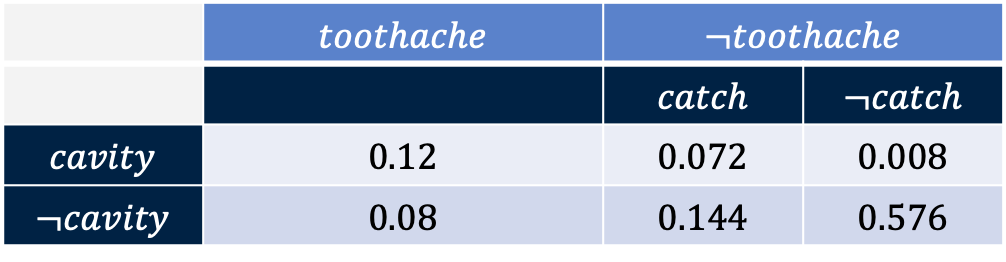 toothache ¬toothache
catch ¬catch
cavity 0.12 0.072 0.008
¬cavity 0.08 0.144 0.576